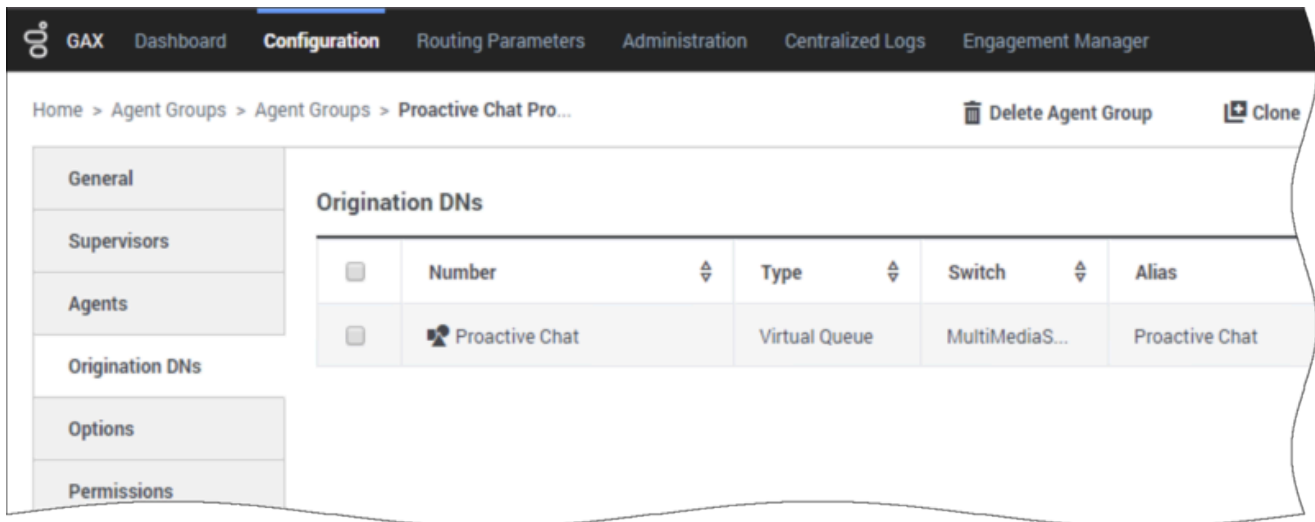 GAX Dashboard Configuration Routing Parameters Administration Centralized Logs Engagement Manager
Home > Agent Groups > Agent Groups > Proactive Chat Pro... Delete Agent Group Clone
General
Supervisors
Agents
Origination DNs
Options
Permissions
Origination DNs
Number Type Switch Alias
Proactive Chat Virtual Queue MultiMediaS... Proactive Chat